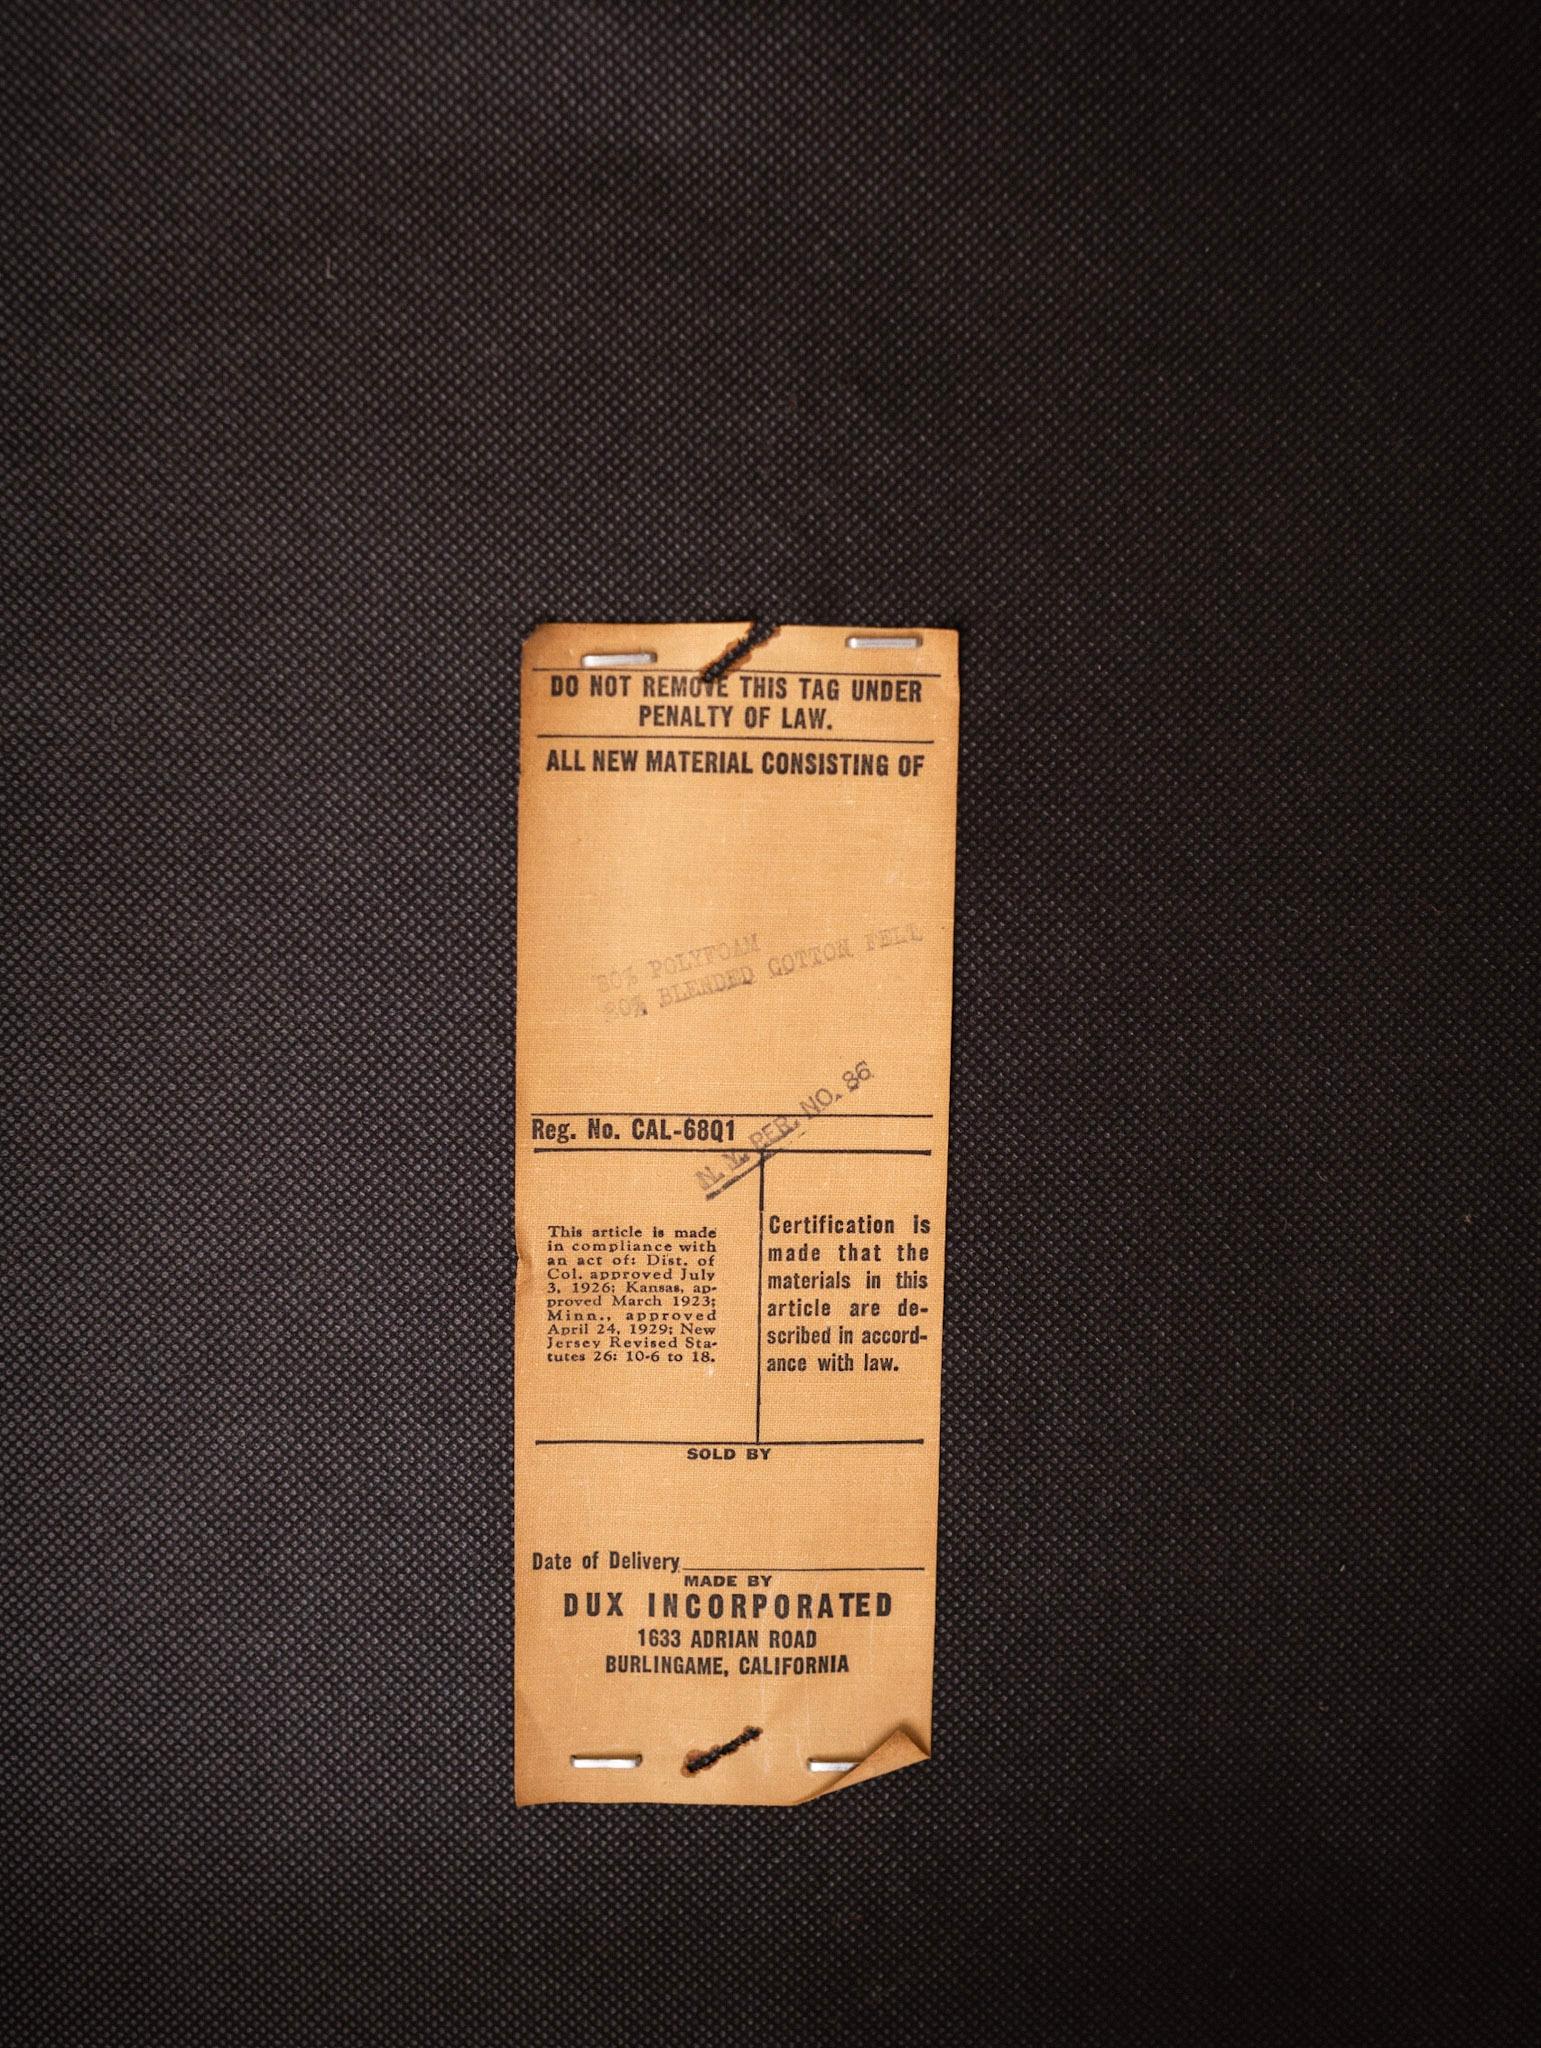 DO NOT REMOVE THIS TAG UNDER
PENALTY OF LAW.
ALL NEW MATERIAL CONSISTING OF
80% POLYFOAM
20% BLENDED COTTON FELT
N. Y. PER. NO. 86
Reg. No. CAL-68Q1
This article is made
in compliance with
an act of: Dist. of
Col. approved July
3, 1926; Kansas, ap-
proved March 1923;
Minn., approved
April 24, 1929; New
Jersey Revised Sta-
tutes 26: 10-6 to 18.
Certification is
made that the
materials in this
article are de-
scribed in accord-
ance with law.
SOLD BY
Date of Delivery
MADE BY
DUX INCORPORATED
1633 ADRIAN ROAD
BURLINGAME, CALIFORNIA